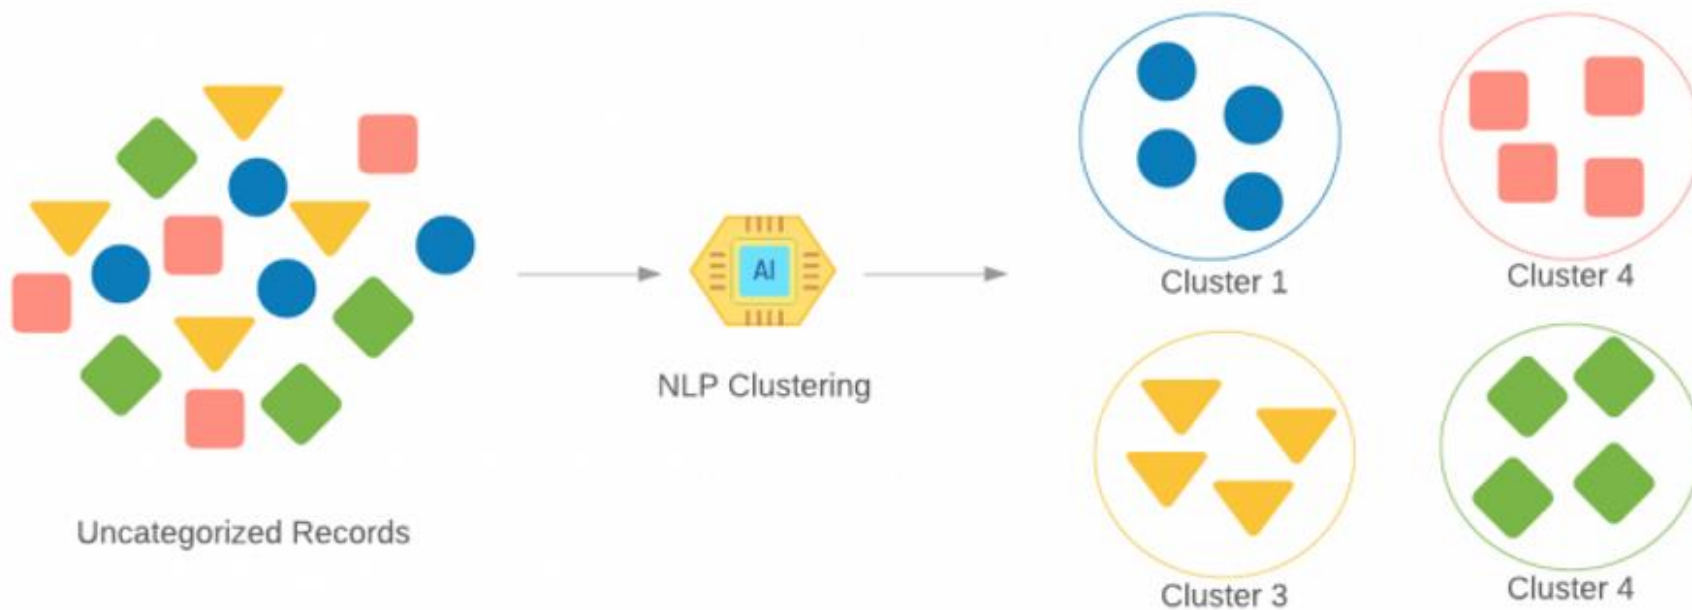 AI
NLP Clustering
Uncategorized Records
Cluster 1
Cluster 4
Cluster 3
Cluster 4